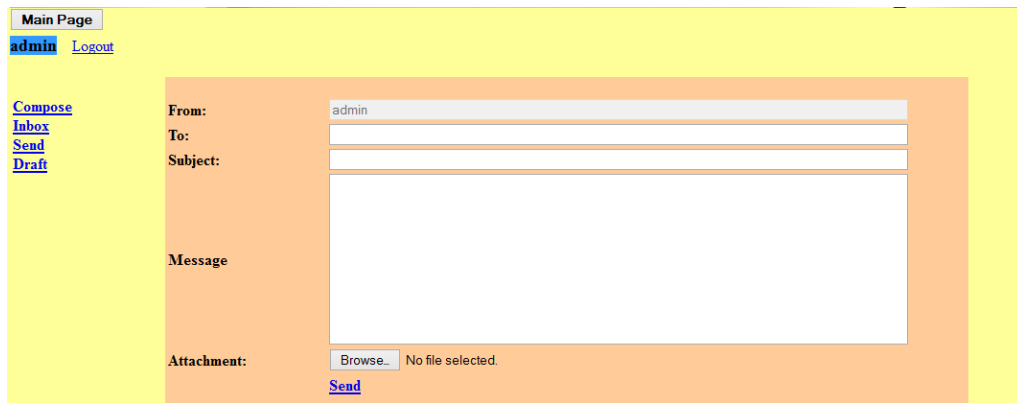 Main Page
admin Logout
Compose
Inbox
Send
Draft
From: admin
To:
Subject:
Message
Attachment: Browse... No file selected.
Send